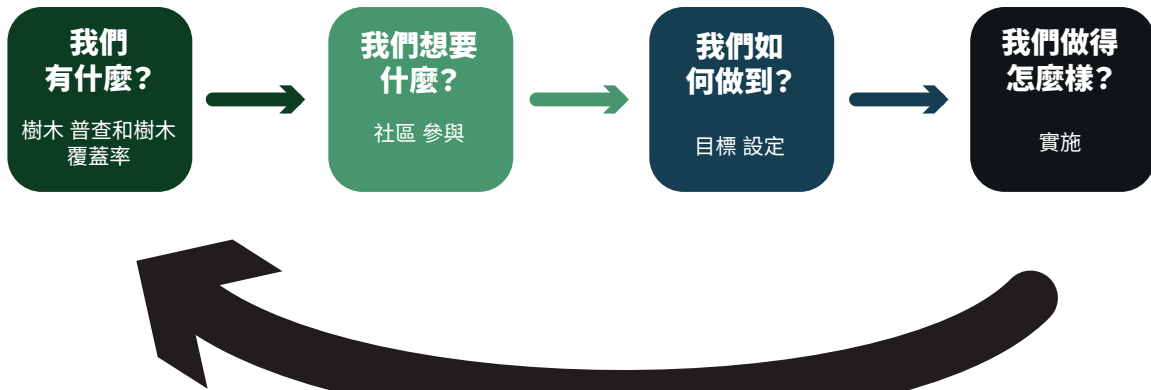 我們
有什麼?
樹木 普查和樹木
覆蓋率
我們想要
什麼?
社區 參與
我們如
何做到?
目標 設定
我們做得
怎麼樣?
實施